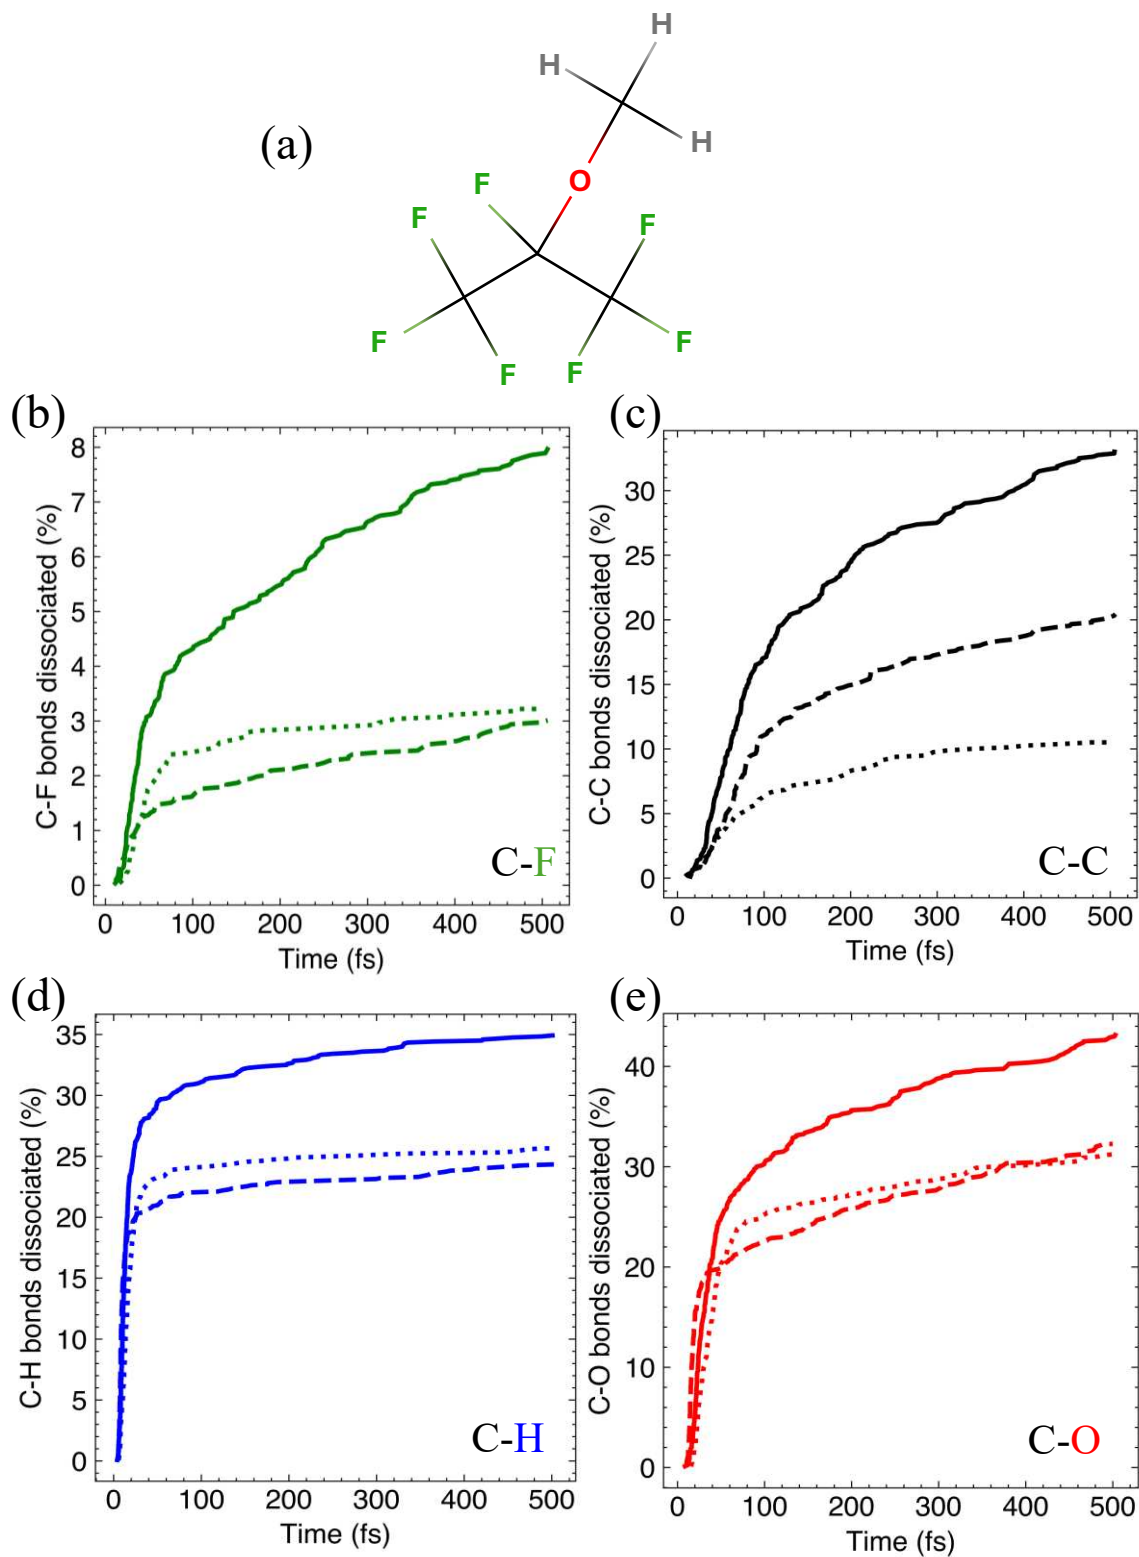 (a)
H
H
H
O
F
F
F
F
F
F
F
(b)
C-F bonds dissociated (%)
8
7
6
5
4
3
2
1
0
C-F
0 100 200 300 400 500
Time (fs)
(c)
C-C bonds dissociated (%)
30
25
20
15
10
5
0
C-C
0 100 200 300 400 500
Time (fs)
(d)
C-H bonds dissociated (%)
35
30
25
20
15
10
5
0
C-H
0 100 200 300 400 500
Time (fs)
(e)
C-O bonds dissociated (%)
40
30
20
10
0
C-O
0 100 200 300 400 500
Time (fs)